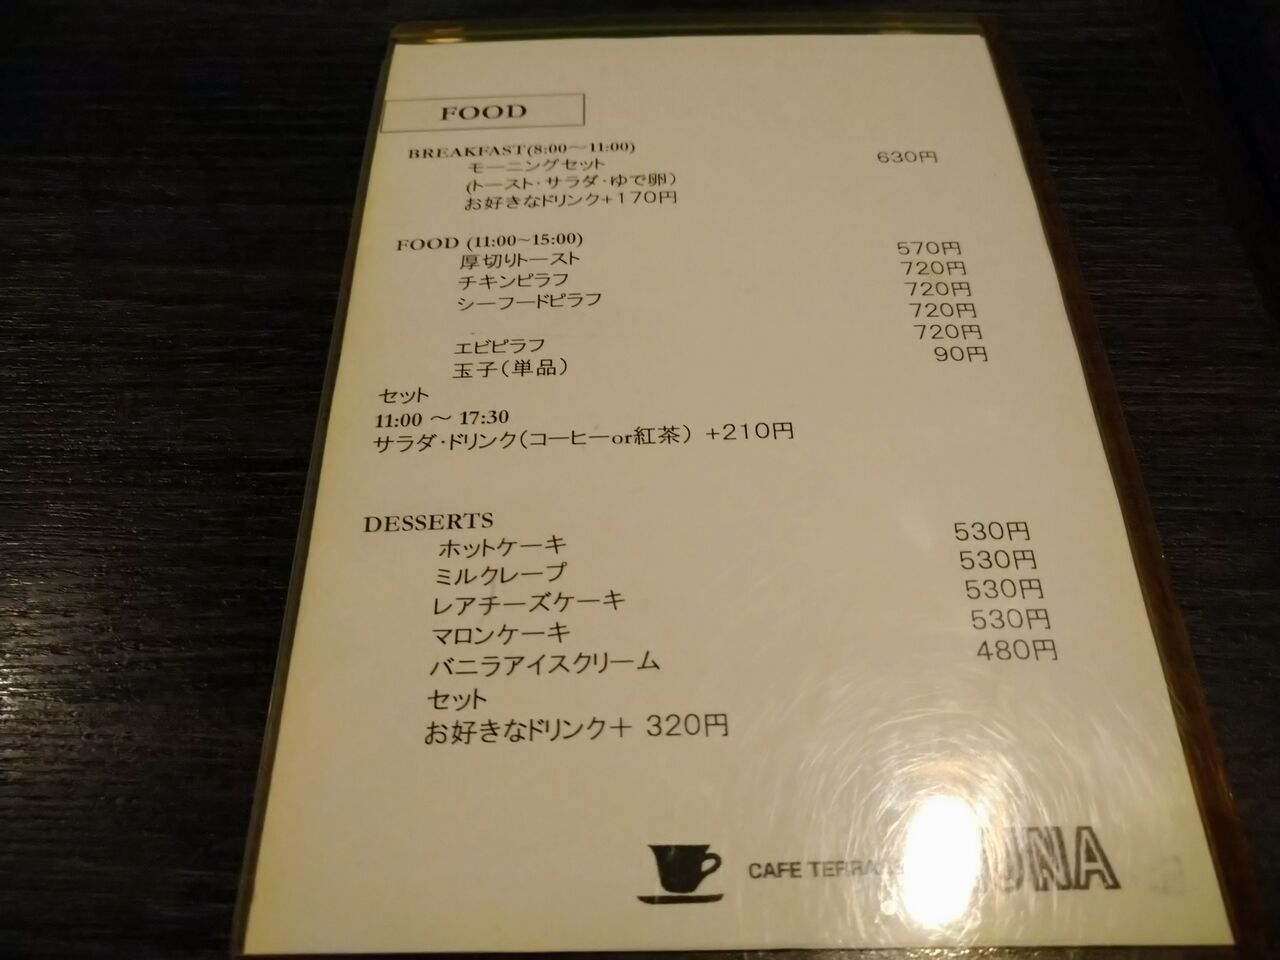 FOOD
BREAKFAST(8:00～11:00)
モーニングセット 630円
(トースト・サラダ・ゆで卵)
お好きなドリンク+170円
FOOD (11:00~15:00)
厚切りトースト 570円
チキンピラフ 720円
シーフードピラフ 720円
720円
エビピラフ 720円
玉子(単品) 90円
セット
11:00 ～ 17:30
サラダ・ドリンク(コーヒーor紅茶) +210円
DESSERTS
ホットケーキ 530円
ミルクレープ 530円
レアチーズケーキ 530円
マロンケーキ 530円
バニラアイスクリーム 480円
セット
お好きなドリンク＋ 320円
CAFE